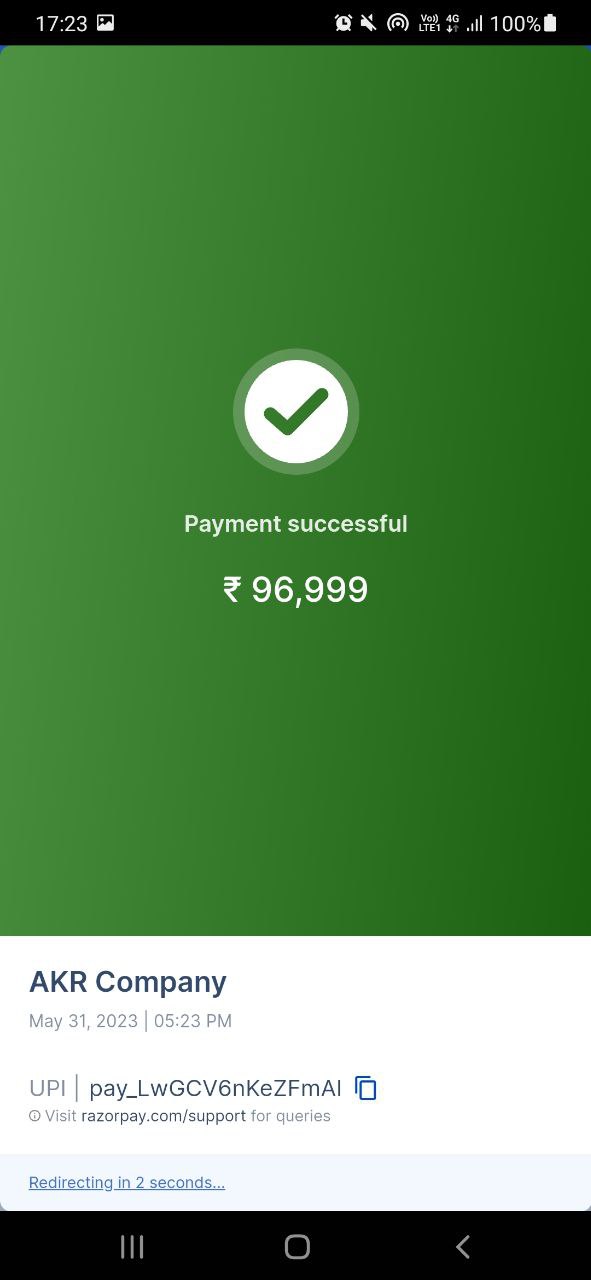 17:23 Vo)) LTE1 4G 100%
Payment successful
₹ 96,999
AKR Company
May 31, 2023 | 05:23 PM
UPI | pay_LwGCV6nKeZFmAI
Visit razorpay.com/support for queries
Redirecting in 2 seconds...